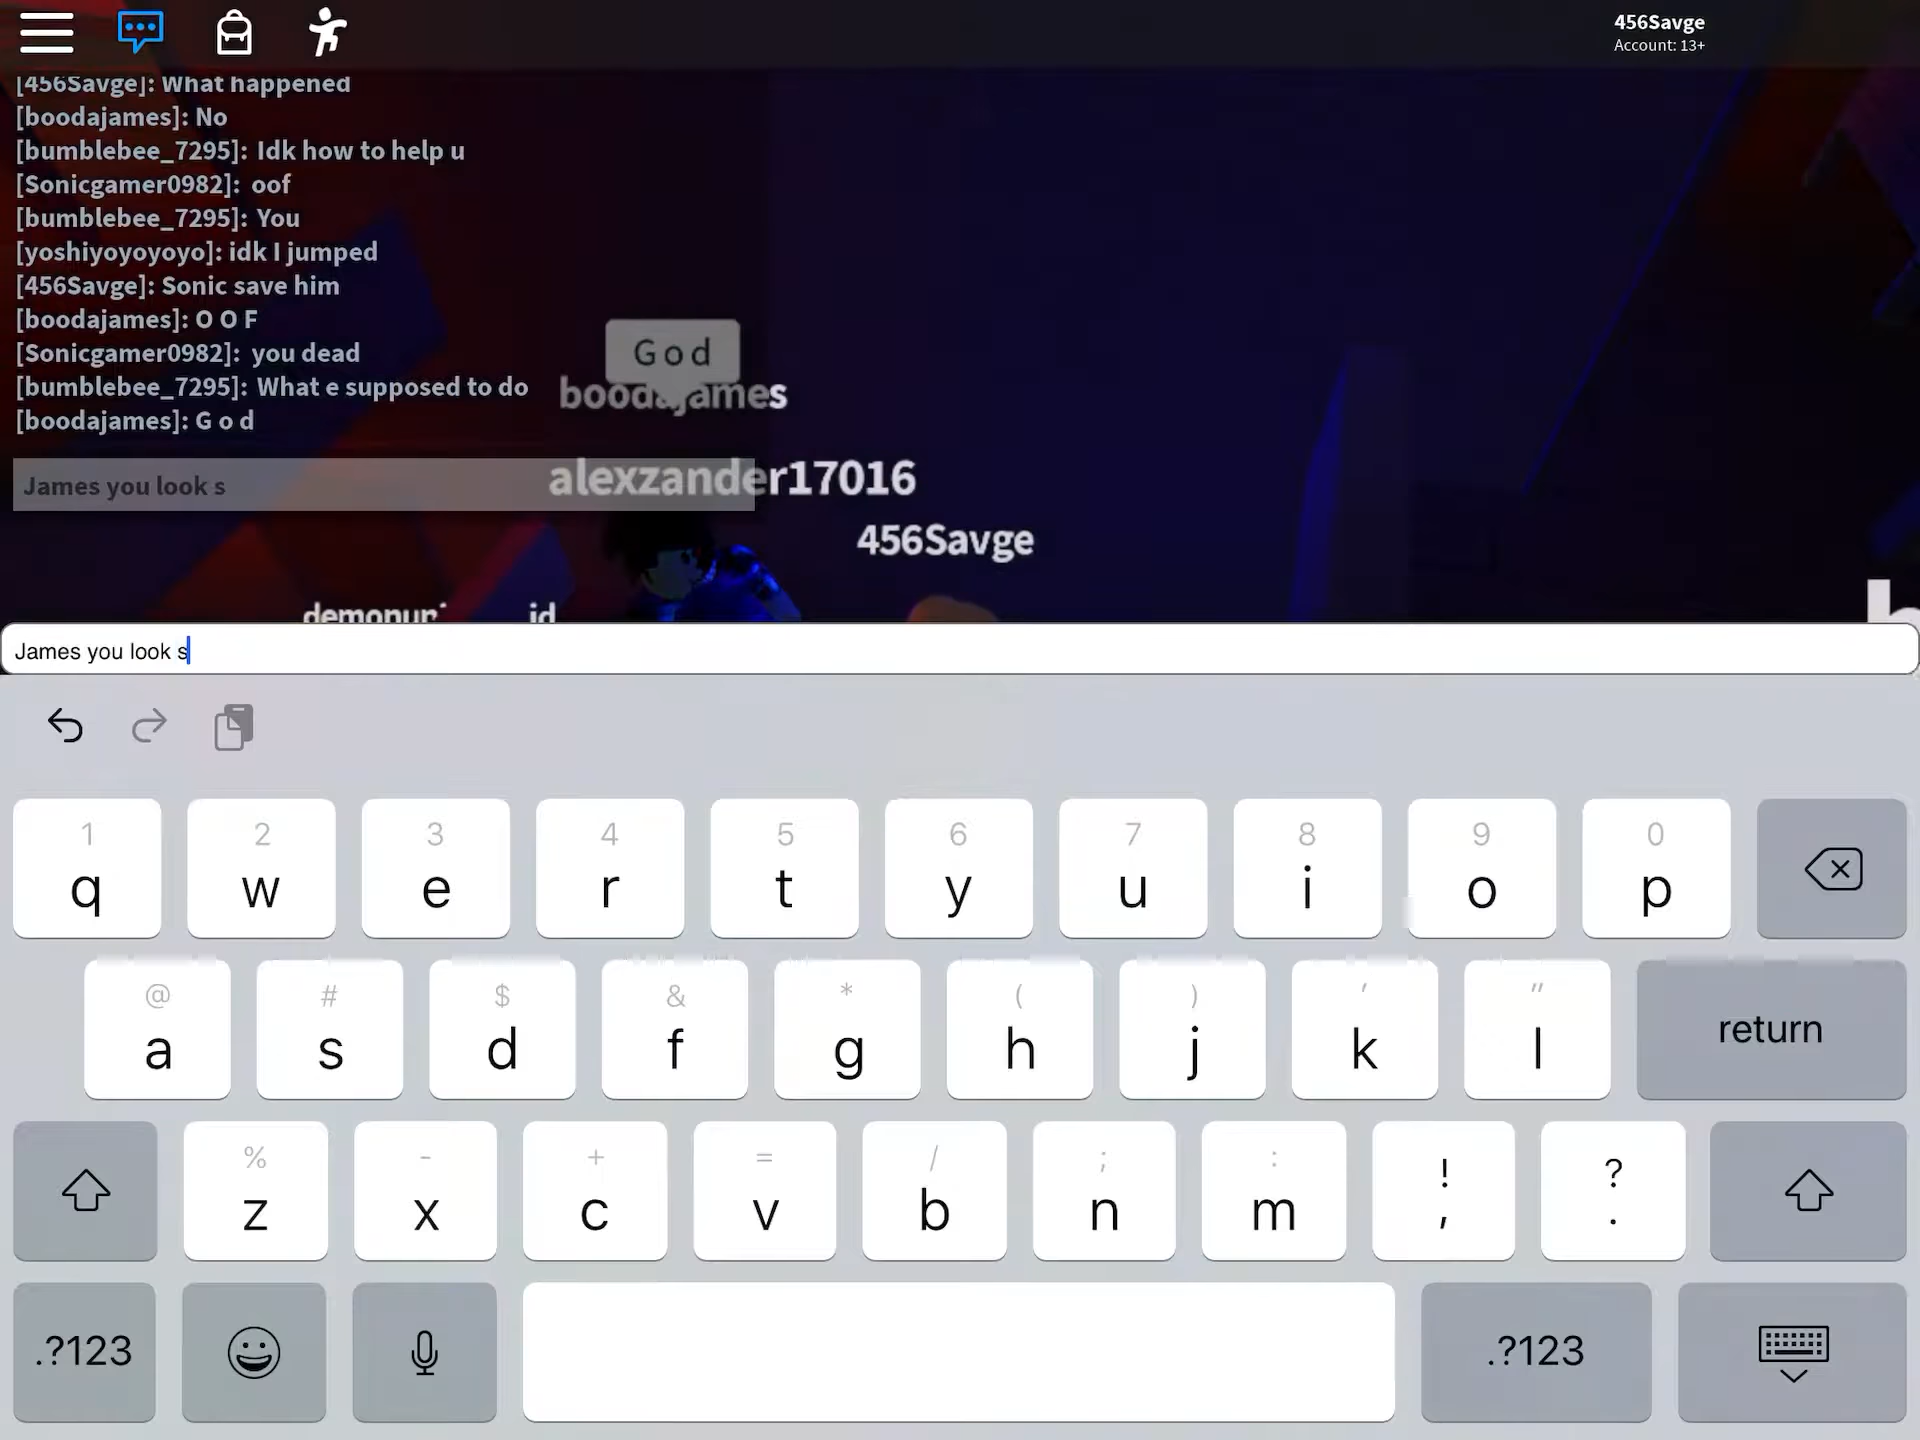 456Savge
Account: 13+
[456Savge]: What happened
[boodajames]: No
[bumblebee_7295]: Idk how to help u
[Sonicgamer0982]: oof
[bumblebee_7295]: You
[yoshiyoyoyoyo]: idk I jumped
[456Savge]: Sonic save him
[boodajames]: O O F
[Sonicgamer0982]: you dead
[bumblebee_7295]: What e supposed to do
[boodajames]: G o d
G o d
boodajames
James you look s
alexzander17016
456Savge
James you look s
1 2 3 4 5 6 7 8 9 0
q w e r t y u i o p
@ # $ & * ( ) ' "
a s d f g h j k l return
% - + = / ; : ! ?
z x c v b n m , .
.?123 .?123